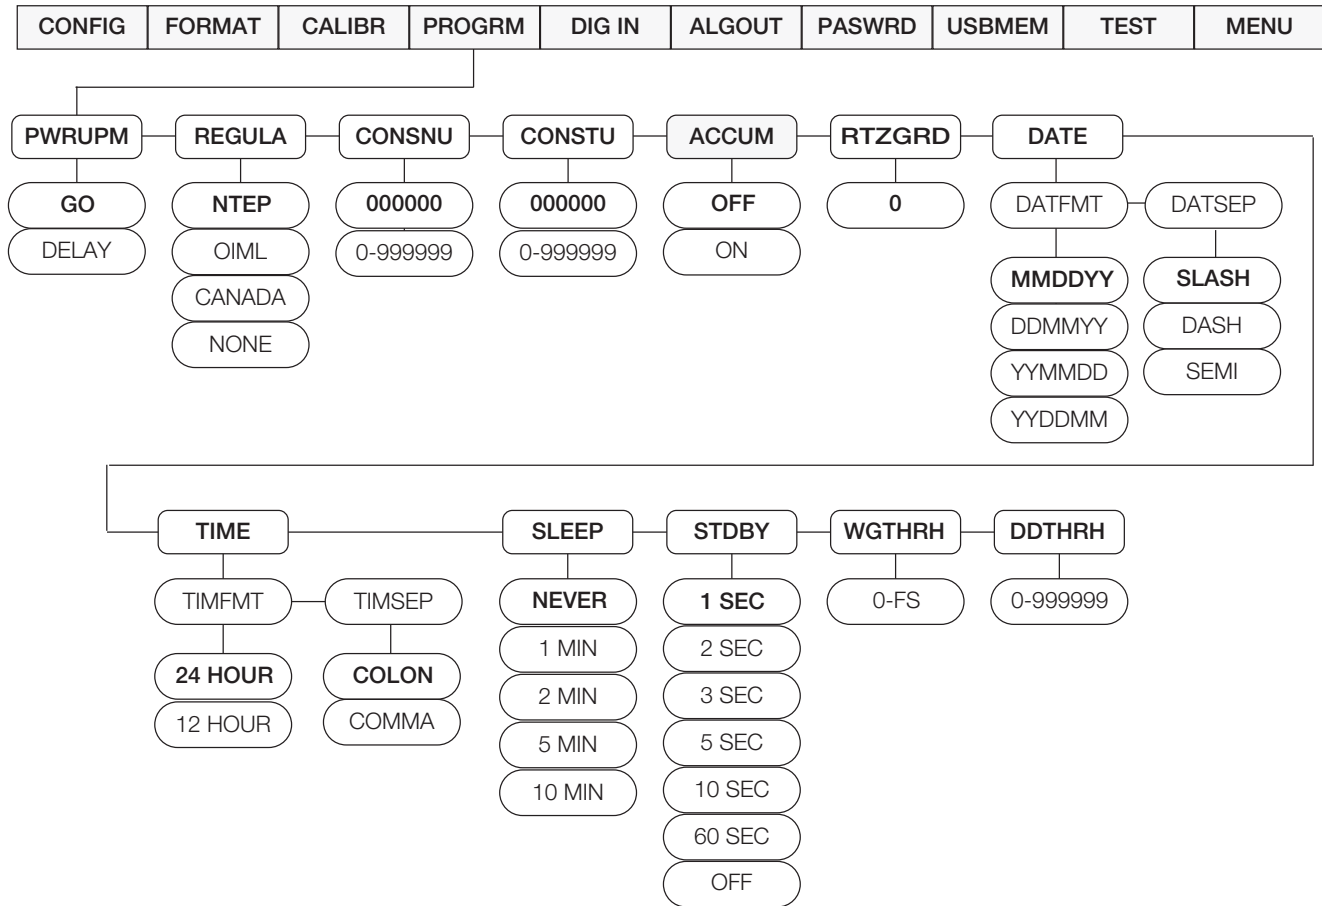 CONFIG FORMAT CALIBR PROGRM DIG IN ALGOUT PASWRD USBMEM TEST MENU
PWRUPM REGULA CONSNU CONSTU ACCUM RTZGRD DATE
GO NTEP 000000 000000 OFF 0 DATFMT DATSEP
DELAY OIML 0-999999 0-999999 ON
CANADA MMDDYY SLASH
NONE DDMMYY DASH
YYMMDD SEMI
YYDDMM
TIME SLEEP STDBY WGTHRH DDTHRH
TIMFMT TIMSEP NEVER 1 SEC 0-FS 0-999999
1 MIN 2 SEC
24 HOUR COLON 2 MIN 3 SEC
12 HOUR COMMA 5 MIN 5 SEC
10 MIN 10 SEC
60 SEC
OFF